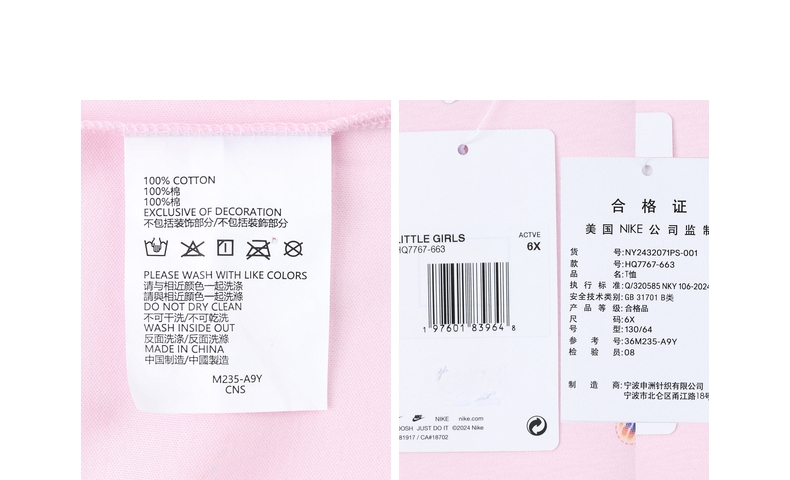 100% COTTON
100%棉
100%棉
EXCLUSIVE OF DECORATION
不包括装饰部分/不包括裝飾部分
PLEASE WASH WITH LIKE COLORS
请与相近颜色一起洗涤
請與相近顏色一起洗滌
DO NOT DRY CLEAN
不可干洗/不可乾洗
WASH INSIDE OUT
反面洗涤/反面洗滌
MADE IN CHINA
中国制造/中國製造
M235-A9Y
CNS
LITTLE GIRLS
HQ7767-663
ACTVE
6X
1 97601 83964 8
NIKE nike.com
JUST DO IT ©2024 Nike
81917 / CA#18702
合格证
美国 NIKE 公司监制
货号:NY2432071PS-001
款号:HQ7767-663
品名:T恤
执行标准:Q/320585 NKY 106-2024
安全技术类别:GB 31701 B类
产品等级:合格品
尺码:6X
号型:130/64
参考号:36M235-A9Y
检验员:08
制造商:宁波申洲针织有限公司
宁波市北仑区甬江路18号